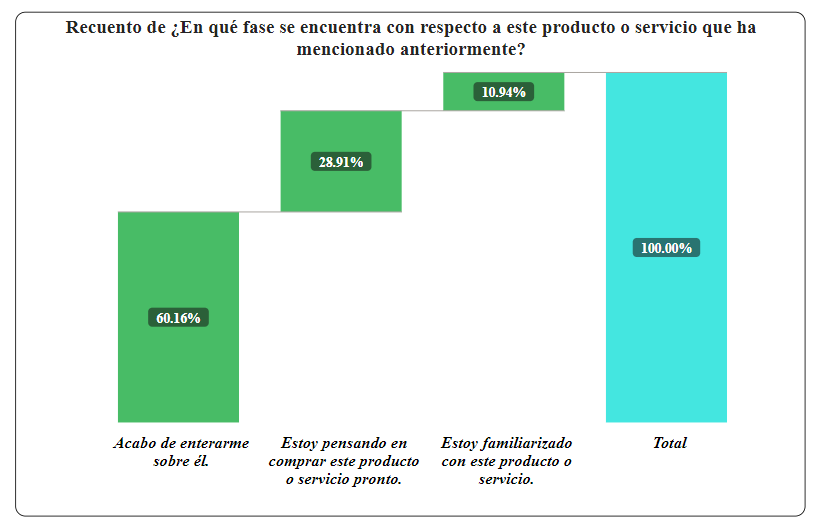 Recuento de ¿En qué fase se encuentra con respecto a este producto o servicio que ha
mencionado anteriormente?
10.94%
28.91%
100.00%
60.16%
Acabo de enterarme
sobre él.
Estoy pensando en
comprar este producto
o servicio pronto.
Estoy familiarizado
con este producto o
servicio.
Total